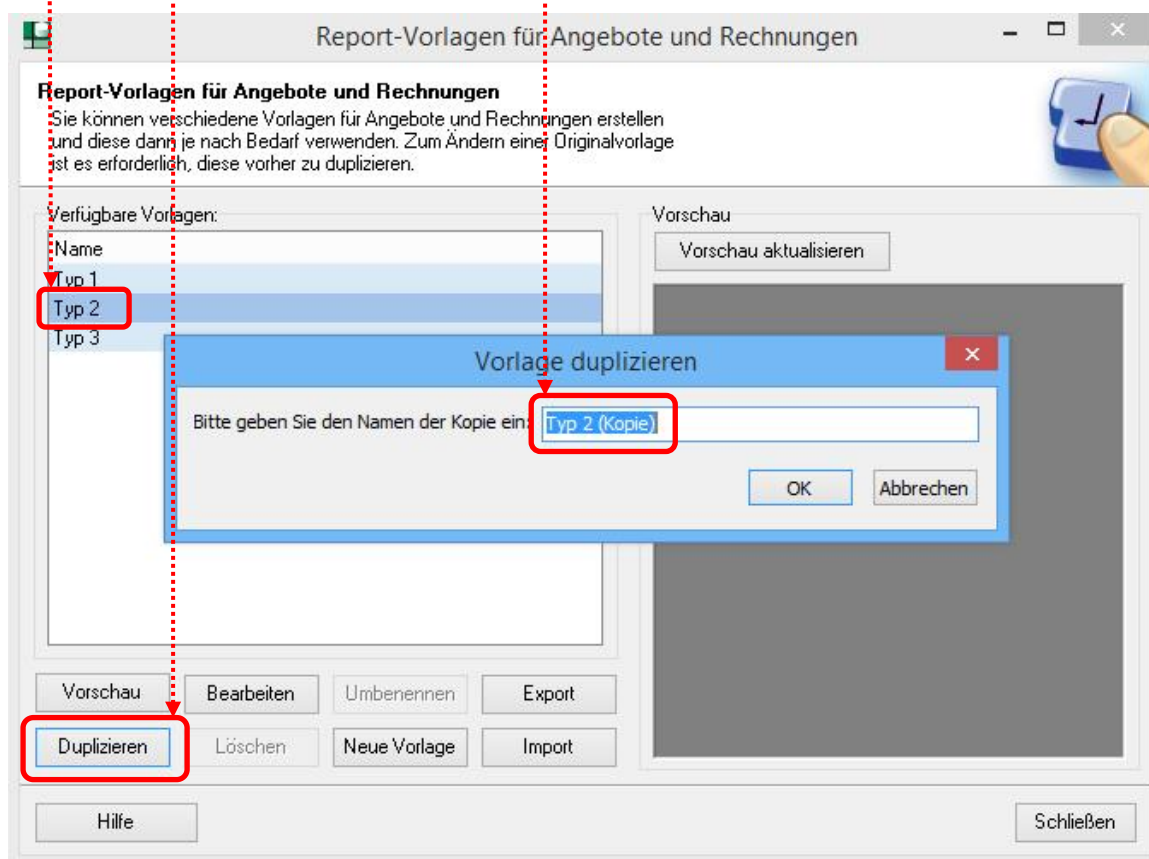 Report-Vorlagen für Angebote und Rechnungen
Report-Vorlagen für Angebote und Rechnungen
Sie können verschiedene Vorlagen für Angebote und Rechnungen erstellen
und diese dann je nach Bedarf verwenden. Zum Ändern einer Originalvorlage
ist es erforderlich, diese vorher zu duplizieren.
Verfügbare Vorlagen:
Name
Typ 1
Typ 2
Typ 3
Vorschau
Vorschau aktualisieren
Vorlage duplizieren
Bitte geben Sie den Namen der Kopie ein: Typ 2 (Kopie)
OK Abbrechen
Vorschau Bearbeiten Umbenennen Export
Duplizieren Löschen Neue Vorlage Import
Hilfe Schließen